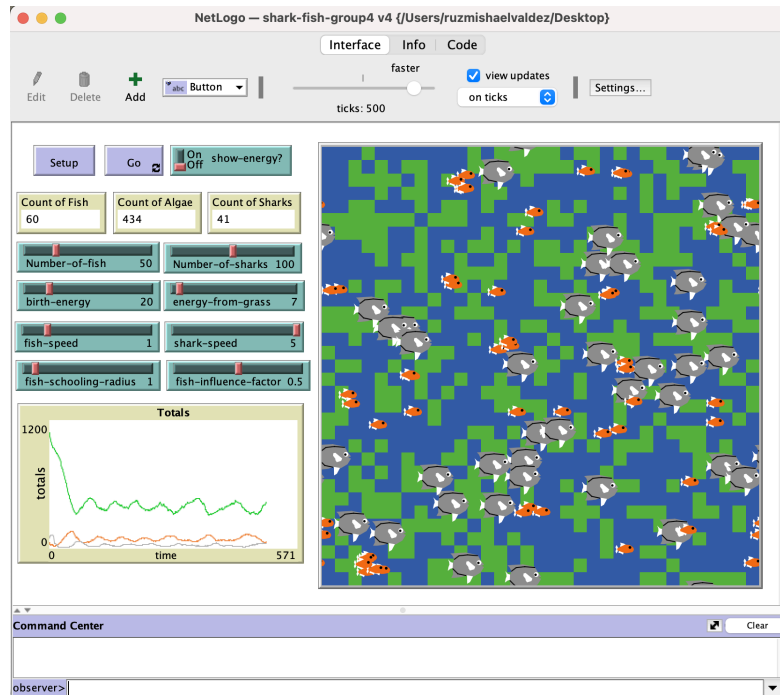 NetLogo — shark-fish-group4 v4 {/Users/ruzmishaelvaldez/Desktop}
Interface Info Code
Edit Delete Add
abc Button
faster
ticks: 500
view updates
on ticks
Settings...
Setup Go On Off show-energy?
Count of Fish Count of Algae Count of Sharks
60 434 41
Number-of-fish 50 Number-of-sharks 100
birth-energy 20 energy-from-grass 7
fish-speed 1 shark-speed 5
fish-schooling-radius 1 fish-influence-factor 0.5
Totals
1200
totals
0
0 time 571
Command Center Clear
observer>